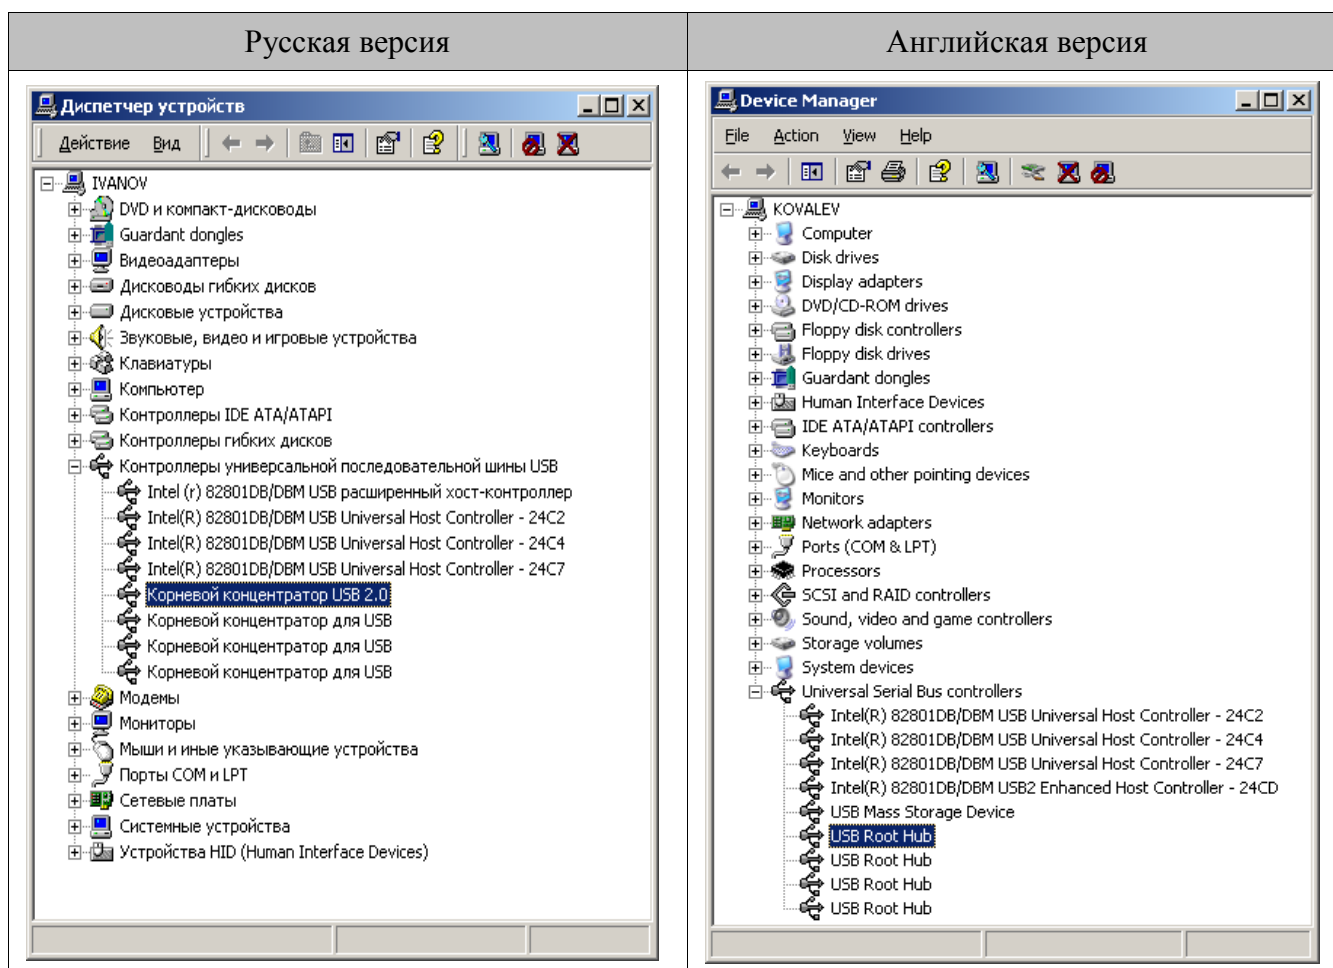 Русская версия
Английская версия
Диспетчер устройств
Действие Вид
IVANOV
DVD и компакт-дисководы
Guardant dongles
Видеоадаптеры
Дисководы гибких дисков
Дисковые устройства
Звуковые, видео и игровые устройства
Клавиатуры
Компьютер
Контроллеры IDE ATA/ATAPI
Контроллеры гибких дисков
Контроллеры универсальной последовательной шины USB
Intel (r) 82801DB/DBM USB расширенный хост-контроллер
Intel(R) 82801DB/DBM USB Universal Host Controller - 24C2
Intel(R) 82801DB/DBM USB Universal Host Controller - 24C4
Intel(R) 82801DB/DBM USB Universal Host Controller - 24C7
Корневой концентратор USB 2.0
Корневой концентратор для USB
Корневой концентратор для USB
Корневой концентратор для USB
Модемы
Мониторы
Мыши и иные указывающие устройства
Порты COM и LPT
Сетевые платы
Системные устройства
Устройства HID (Human Interface Devices)
Device Manager
File Action View Help
KOVALEV
Computer
Disk drives
Display adapters
DVD/CD-ROM drives
Floppy disk controllers
Floppy disk drives
Guardant dongles
Human Interface Devices
IDE ATA/ATAPI controllers
Keyboards
Mice and other pointing devices
Monitors
Network adapters
Ports (COM & LPT)
Processors
SCSI and RAID controllers
Sound, video and game controllers
Storage volumes
System devices
Universal Serial Bus controllers
Intel(R) 82801DB/DBM USB Universal Host Controller - 24C2
Intel(R) 82801DB/DBM USB Universal Host Controller - 24C4
Intel(R) 82801DB/DBM USB Universal Host Controller - 24C7
Intel(R) 82801DB/DBM USB2 Enhanced Host Controller - 24CD
USB Mass Storage Device
USB Root Hub
USB Root Hub
USB Root Hub
USB Root Hub